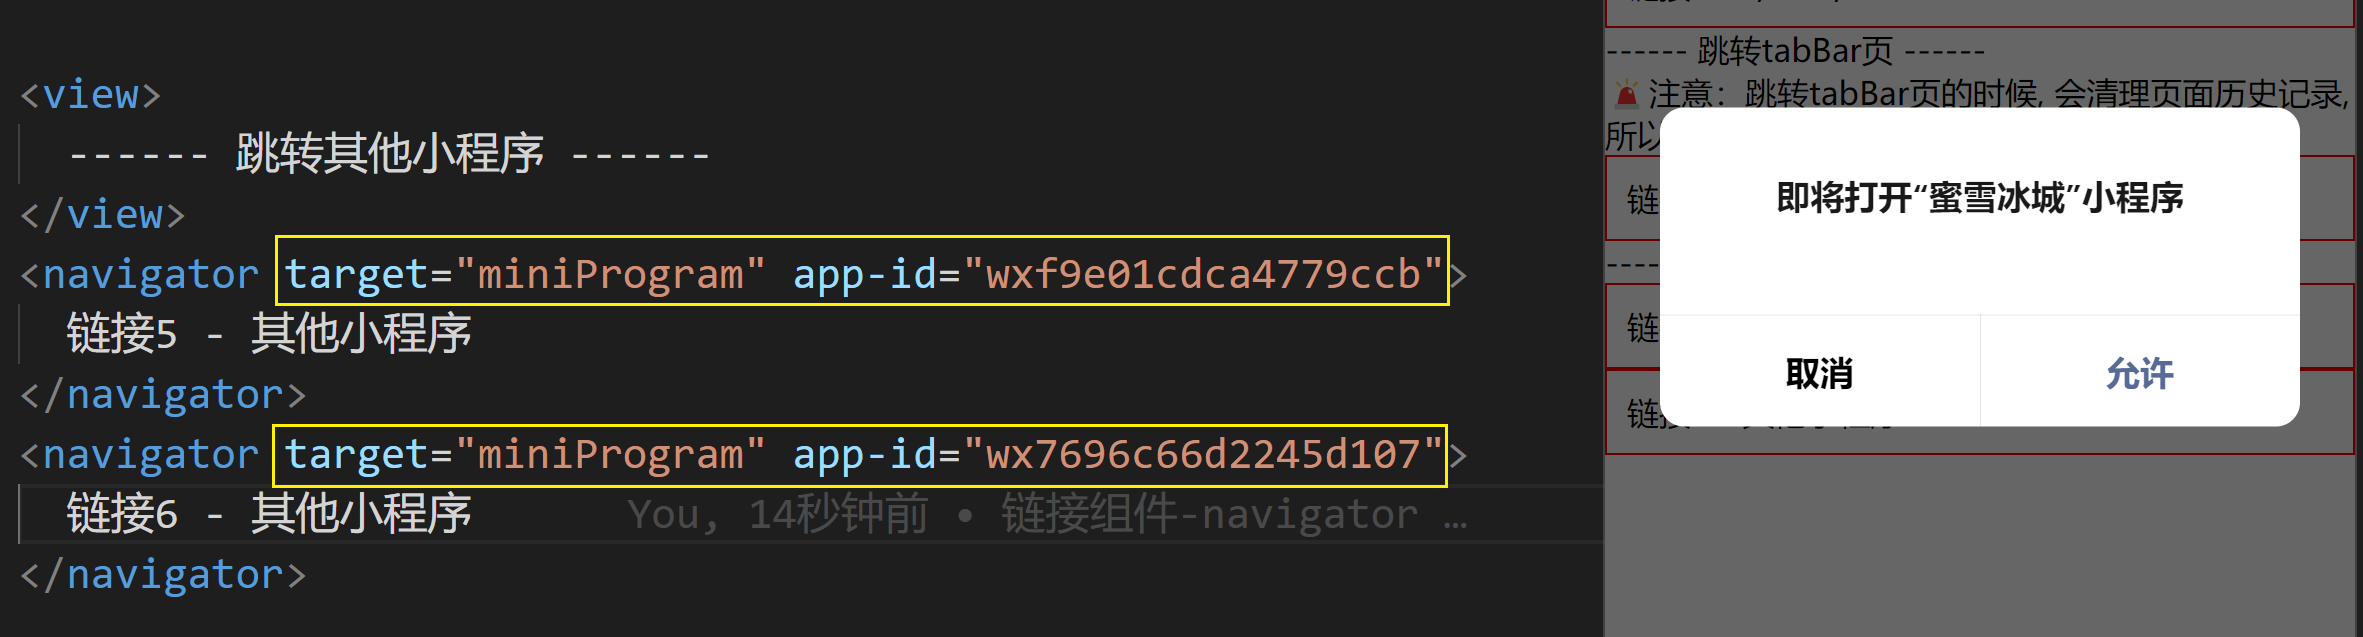 <view>
------ 跳转其他小程序 ------
</view>
<navigator target="miniProgram" app-id="wxf9e01cdca4779ccb">
链接5 - 其他小程序
</navigator>
<navigator target="miniProgram" app-id="wx7696c66d2245d107">
链接6 - 其他小程序 You, 14秒钟前 • 链接组件-navigator …
</navigator>
------ 跳转tabBar页 ------
🚨注意：跳转tabBar页的时候, 会清理页面历史记录,
所以
链
----
链
即将打开“蜜雪冰城”小程序
取消
允许